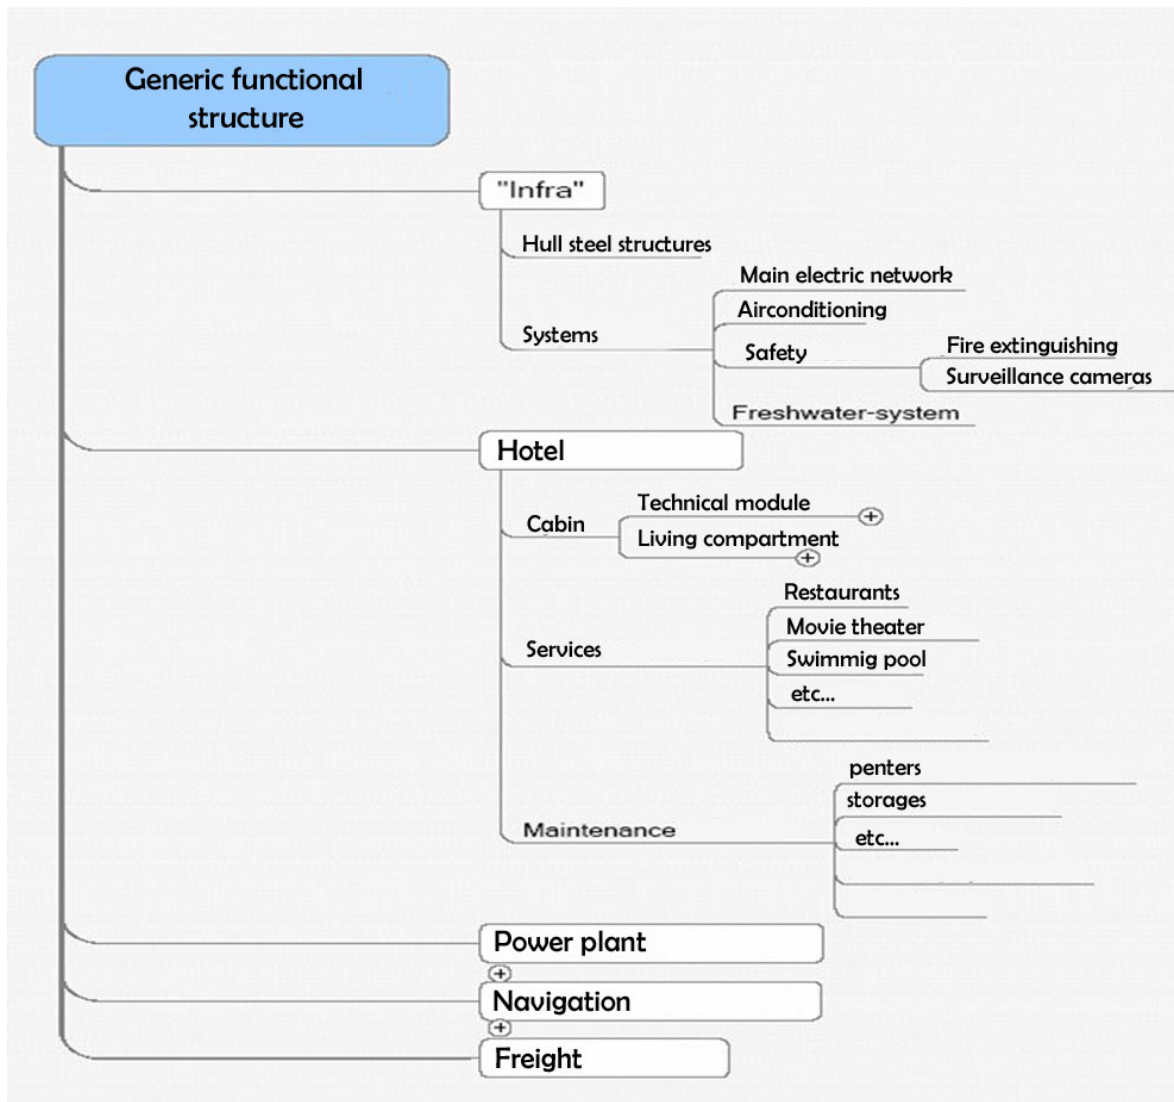 Generic functional
structure
"Infra"
Hull steel structures
Systems
Main electric network
Airconditioning
Safety
Fire extinguishing
Surveillance cameras
Freshwater-system
Hotel
Cabin
Technical module
Living compartment
Services
Restaurants
Movie theater
Swimmig pool
etc...
Maintenance
penters
storages
etc...
Power plant
Navigation
Freight